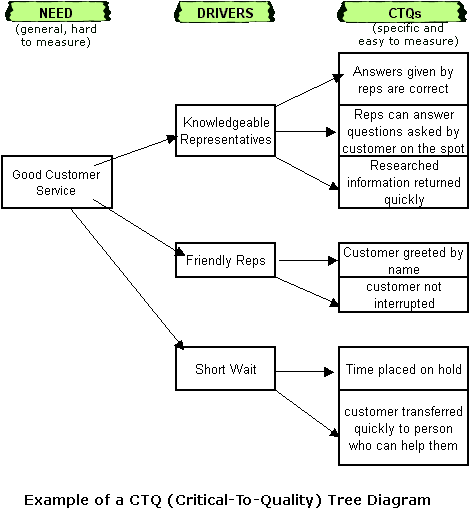 NEED
(general, hard
to measure)
DRIVERS
CTQs
(specific and
easy to measure)
Good Customer
Service
Knowledgeable
Representatives
Answers given by
reps are correct
Reps can answer
questions asked by
customer on the spot
Researched
information returned
quickly
Friendly Reps
Customer greeted by
name
customer not
interrupted
Short Wait
Time placed on hold
customer transferred
quickly to person
who can help them
Example of a CTQ (Critical-To-Quality) Tree Diagram